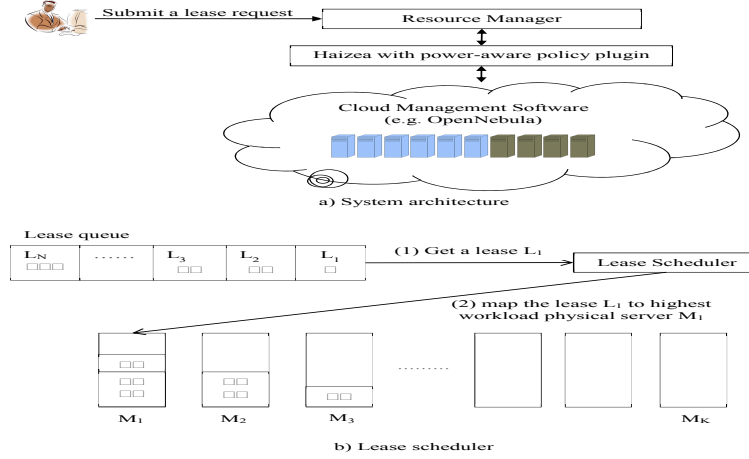 Submit a lease request
Resource Manager
Haizea with power-aware policy plugin
Cloud Management Software
(e.g. OpenNebula)
a) System architecture
Lease queue
LN ...... L3 L2 L1
(1) Get a lease L1
Lease Scheduler
(2) map the lease L1 to highest
workload physical server M1
.........
M1 M2 M3 MK
b) Lease scheduler